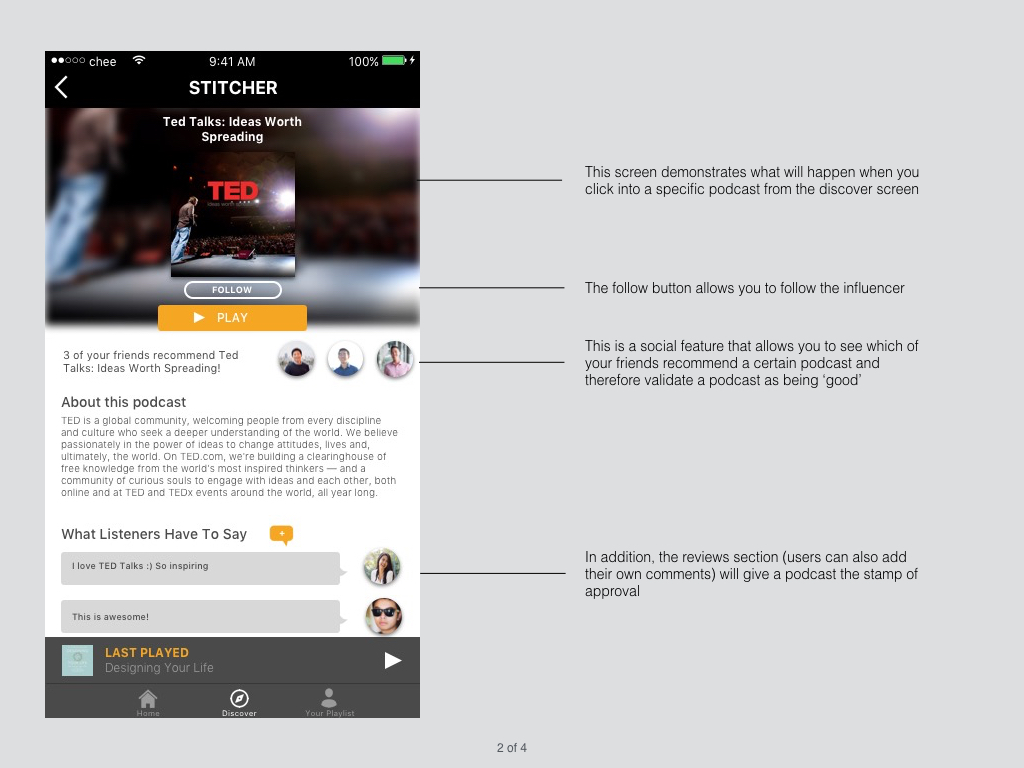 chee 9:41 AM 100%
STITCHER
Ted Talks: Ideas Worth
Spreading
TED
FOLLOW
PLAY
3 of your friends recommend Ted
Talks: Ideas Worth Spreading!
About this podcast
TED is a global community, welcoming people from every discipline
and culture who seek a deeper understanding of the world. We believe
passionately in the power of ideas to change attitudes, lives and,
ultimately, the world. On TED.com, we're building a clearinghouse of
free knowledge from the world's most inspired thinkers — and a
community of curious souls to engage with ideas and each other, both
online and at TED and TEDx events around the world, all year long.
What Listeners Have To Say
+
I love TED Talks :) So inspiring
This is awesome!
LAST PLAYED
Designing Your Life
Home Discover Your Playlist
This screen demonstrates what will happen when you
click into a specific podcast from the discover screen
The follow button allows you to follow the influencer
This is a social feature that allows you to see which of
your friends recommend a certain podcast and
therefore validate a podcast as being ‘good’
In addition, the reviews section (users can also add
their own comments) will give a podcast the stamp of
approval
2 of 4